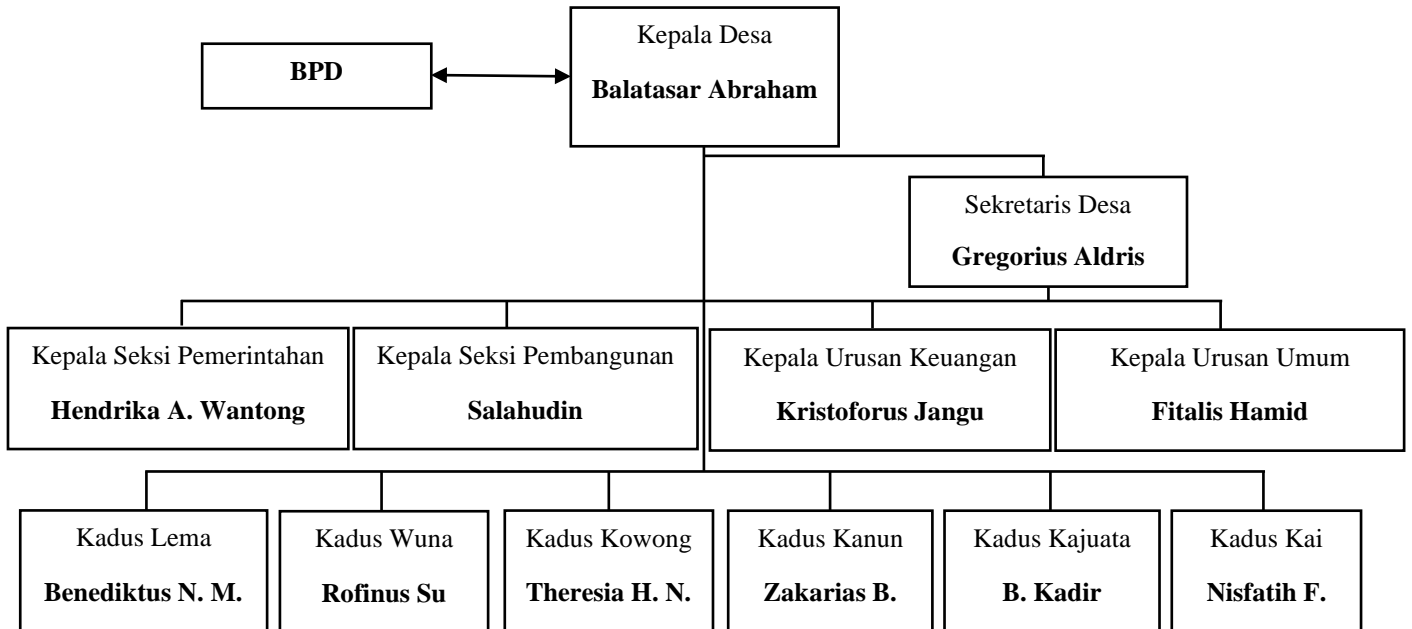 Kepala Desa
Balatasar Abraham
BPD
Sekretaris Desa
Gregorius Aldris
Kepala Seksi Pemerintahan
Hendrika A. Wantong
Kepala Seksi Pembangunan
Salahudin
Kepala Urusan Keuangan
Kristoforus Jangu
Kepala Urusan Umum
Fitalis Hamid
Kadus Lema
Benediktus N. M.
Kadus Wuna
Rofinus Su
Kadus Kowong
Theresia H. N.
Kadus Kanun
Zakarias B.
Kadus Kajuata
B. Kadir
Kadus Kai
Nisfatih F.